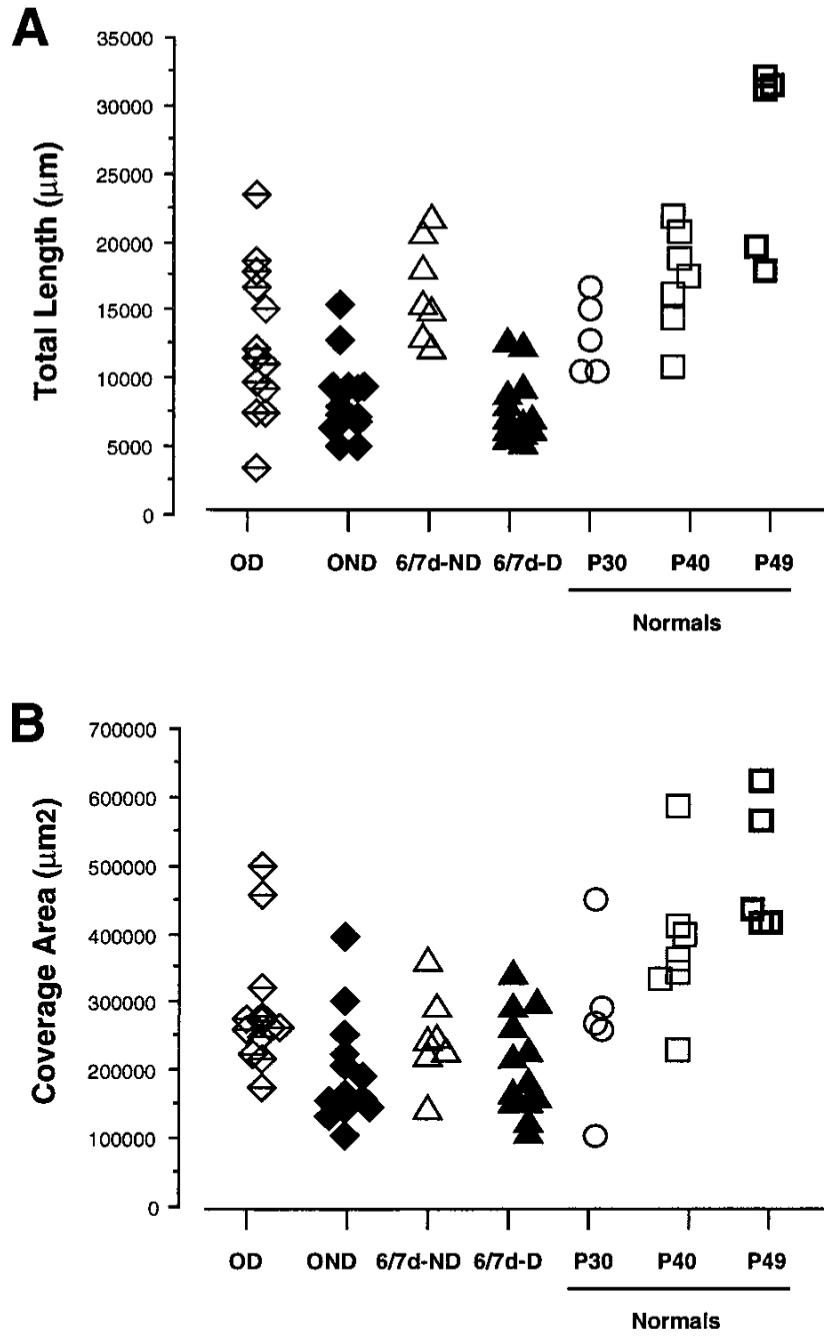 A
35000
30000
25000
20000
15000
10000
5000
0
Total Length (μm)
OD OND 6/7d-ND 6/7d-D P30 P40 P49
Normals
B
700000
600000
500000
400000
300000
200000
100000
0
Coverage Area (μm2)
OD OND 6/7d-ND 6/7d-D P30 P40 P49
Normals